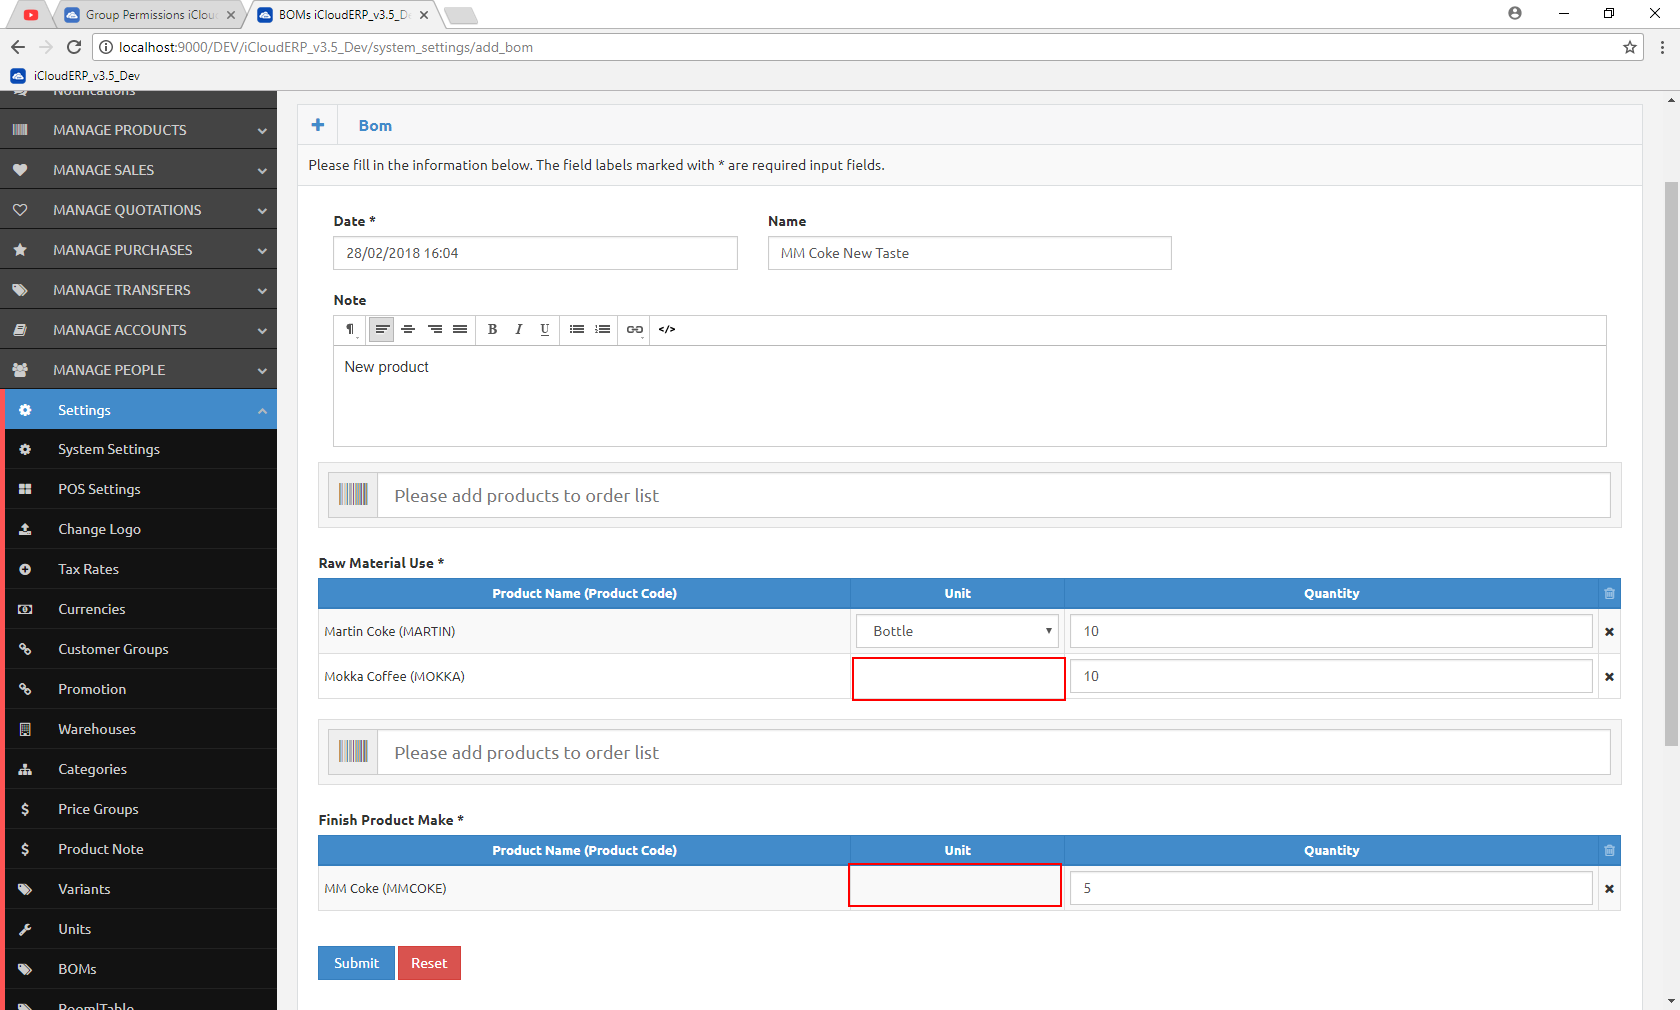 Group Permissions iClou
BOMs iCloudERP_v3.5_D
localhost:9000/DEV/iCloudERP_v3.5_Dev/system_settings/add_bom
iCloudERP_v3.5_Dev
Notifications
MANAGE PRODUCTS
MANAGE SALES
MANAGE QUOTATIONS
MANAGE PURCHASES
MANAGE TRANSFERS
MANAGE ACCOUNTS
MANAGE PEOPLE
Settings
System Settings
POS Settings
Change Logo
Tax Rates
Currencies
Customer Groups
Promotion
Warehouses
Categories
Price Groups
Product Note
Variants
Units
BOMs
Bom
Please fill in the information below. The field labels marked with * are required input fields.
Date * Name
28/02/2018 16:04 MM Coke New Taste
Note
B I U </>
New product
Please add products to order list
Raw Material Use *
Product Name (Product Code) Unit Quantity
Martin Coke (MARTIN) Bottle 10
Mokka Coffee (MOKKA) 10
Please add products to order list
Finish Product Make *
Product Name (Product Code) Unit Quantity
MM Coke (MMCOKE) 5
Submit Reset